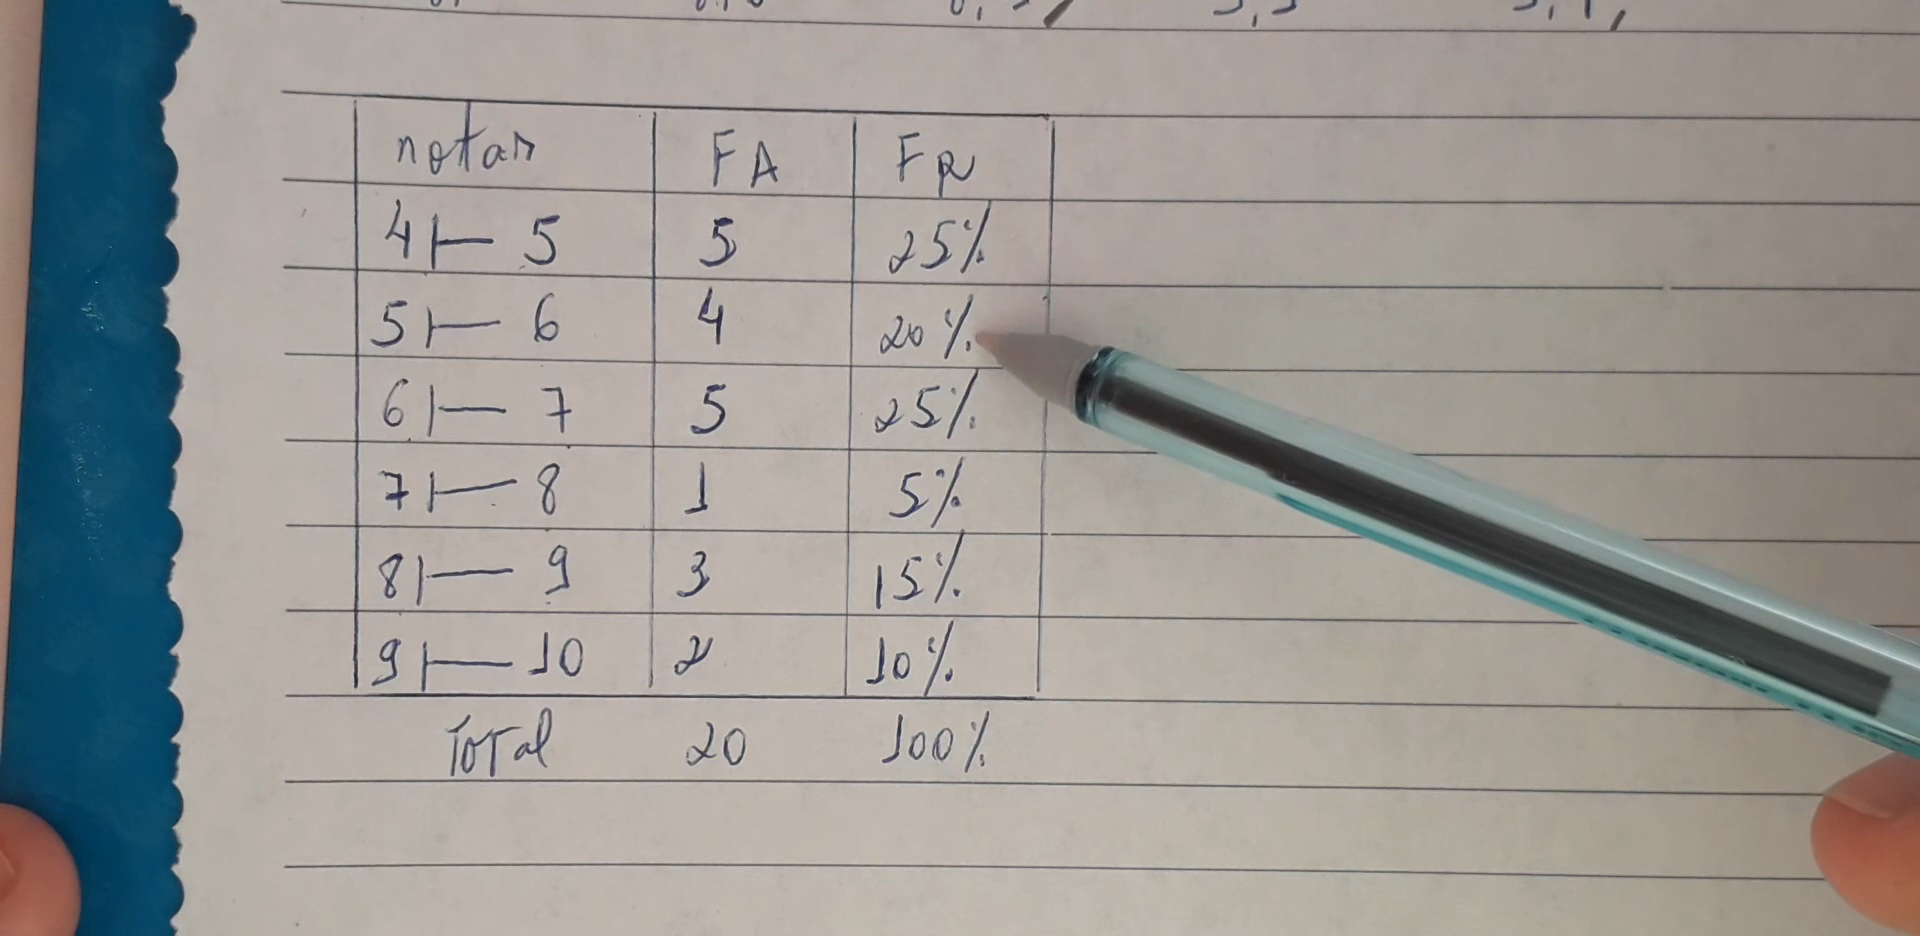 notas FA FR
4 |— 5 5 25%
5 |— 6 4 20%
6 |— 7 5 25%
7 |— 8 1 5%
8 |— 9 3 15%
9 |— 10 2 10%
Total 20 100%